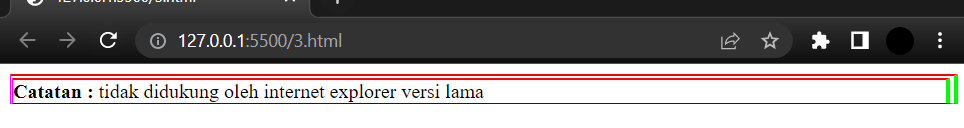 127.0.0.1:5500/3.html
Catatan : tidak didukung oleh internet explorer versi lama